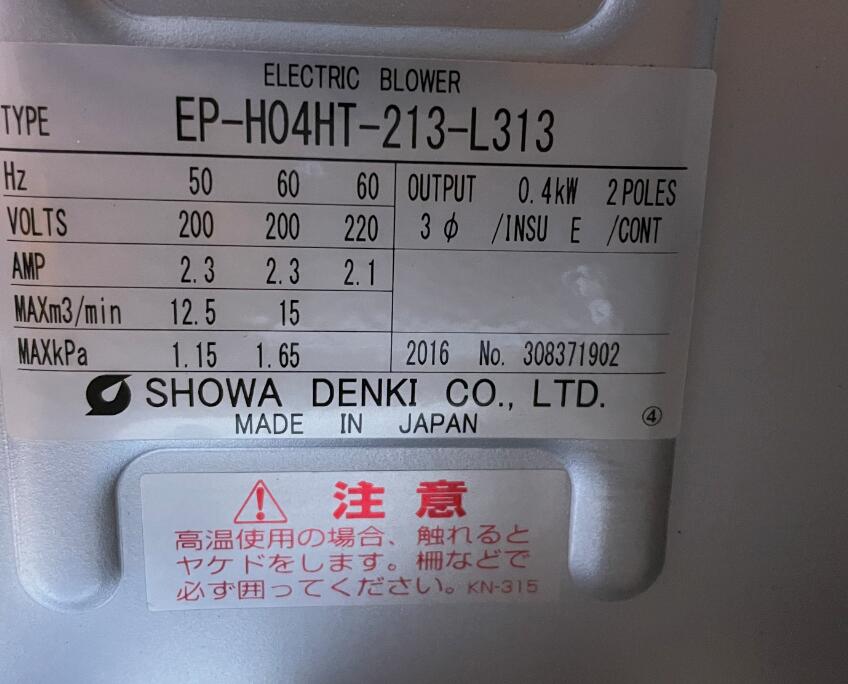 ELECTRIC BLOWER
TYPE EP-H04HT-213-L313
Hz 50 60 60
VOLTS 200 200 220
AMP 2.3 2.3 2.1
MAXm3/min 12.5 15
MAXkPa 1.15 1.65
OUTPUT 0.4kW 2POLES
3φ /INSU E /CONT
2016 No. 308371902
SHOWA DENKI CO., LTD.
MADE IN JAPAN
④
注意
高温使用の場合、触れると
ヤケドをします。柵などで
必ず囲ってください。KN-315